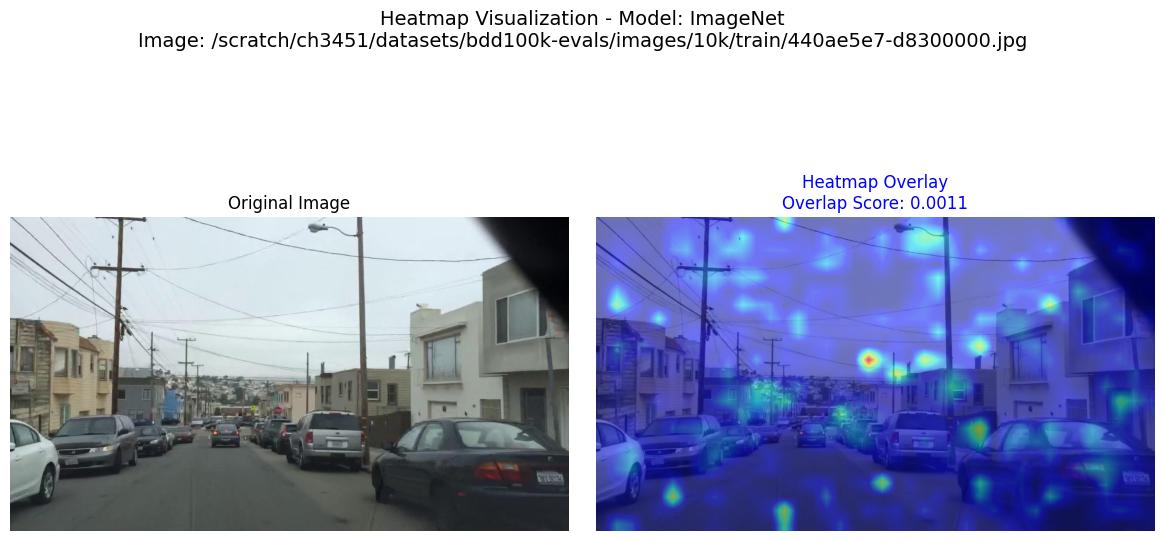 Heatmap Visualization - Model: ImageNet
Image: /scratch/ch3451/datasets/bdd100k-evals/images/10k/train/440ae5e7-d8300000.jpg
Original Image
Heatmap Overlay
Overlap Score: 0.0011